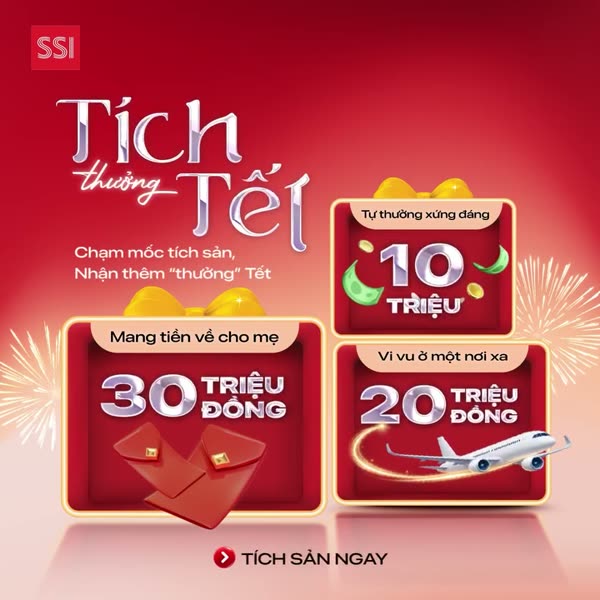 SSI
Tích
thưởng
Tết
Chạm mốc tích sản,
Nhận thêm "thưởng" Tết
Tự thưởng xứng đáng
10
TRIỆU
Mang tiền về cho mẹ
30 TRIỆU
ĐỒNG
Vi vu ở một nơi xa
20 TRIỆU
ĐỒNG
TÍCH SẢN NGAY